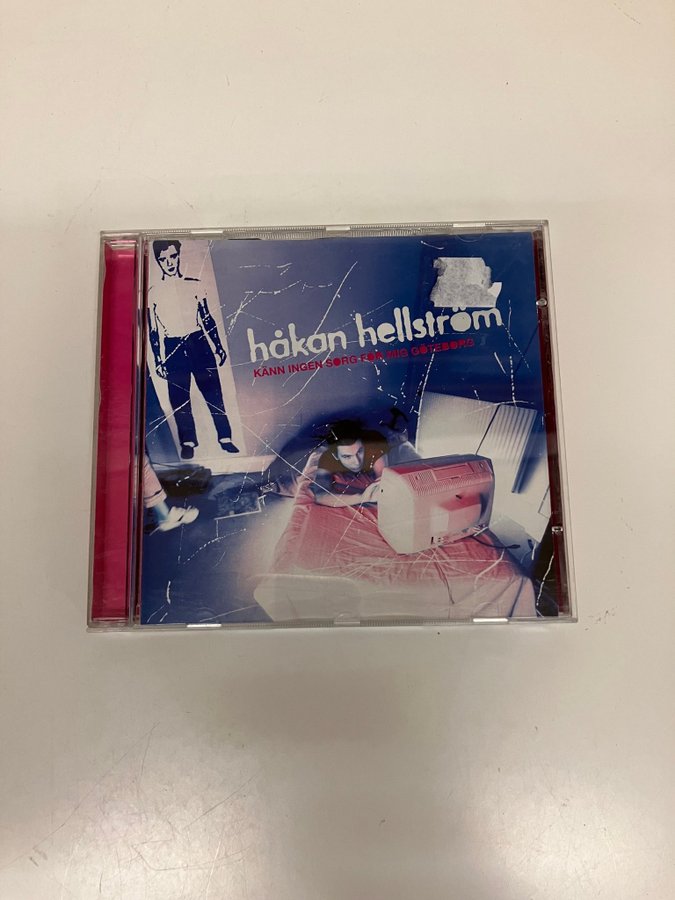 håkan hellström
KÄNN INGEN SORG FÖR MIG GÖTEBORG